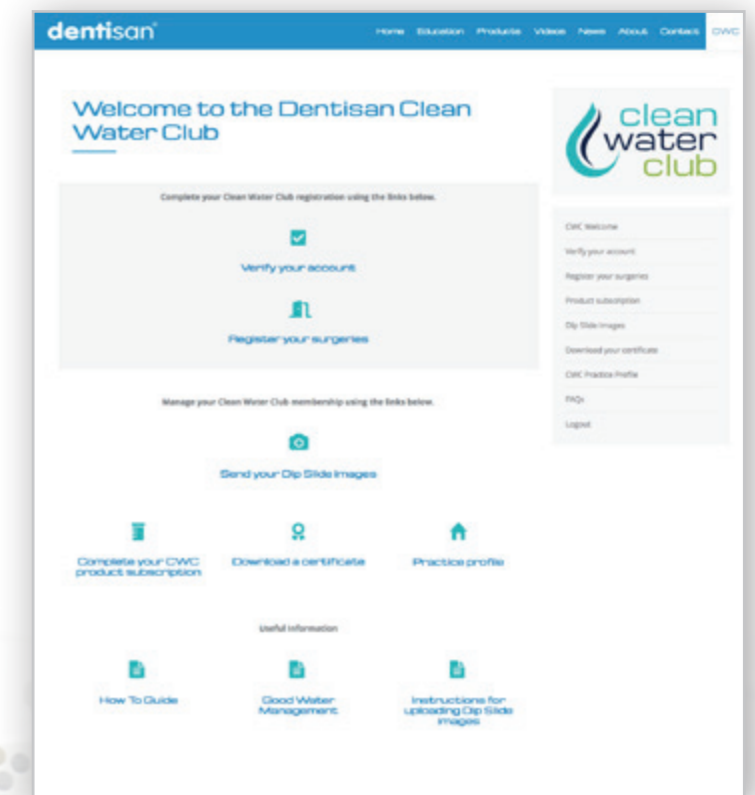 dentisan
Home Education Products Videos News About Contact CWC
Welcome to the Dentisan Clean
Water Club
Complete your Clean Water Club registration using the links below.
Verify your account
Register your surgeries
Manage your Clean Water Club membership using the links below.
Send your Dip Slide images
Complete your CWC
product subscription
Download a certificate
Practice profile
Useful Information
How To Guide
Good Water
Management
Instructions for
uploading Dip Slide
images
clean
water
club
CWC Welcome
Verify your account
Register your surgeries
Product subscription
Dip Slide Images
Download your certificate
CWC Practice Profile
FAQs
Logout